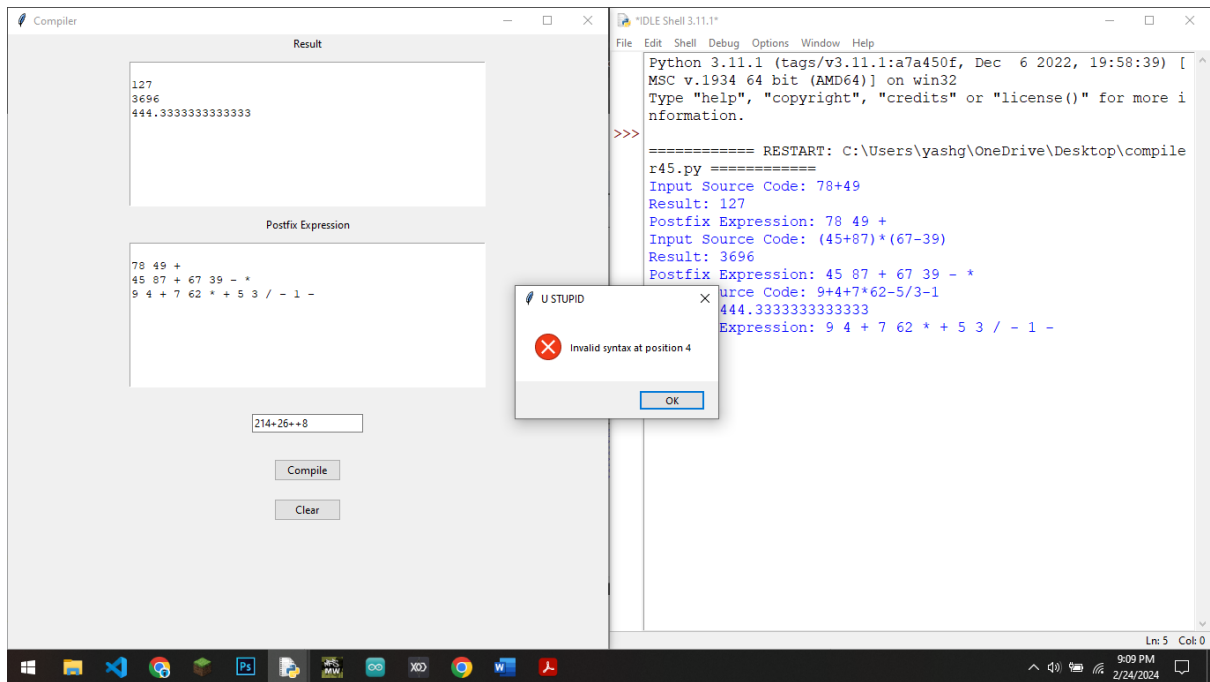 Compiler
Result
127
3696
444.3333333333333
Postfix Expression
78 49 +
45 87 + 67 39 - *
9 4 + 7 62 * + 5 3 / - 1 -
214+26++8
Compile
Clear
U STUPID
Invalid syntax at position 4
OK
*IDLE Shell 3.11.1*
File Edit Shell Debug Options Window Help
Python 3.11.1 (tags/v3.11.1:a7a450f, Dec  6 2022, 19:58:39) [
MSC v.1934 64 bit (AMD64)] on win32
Type "help", "copyright", "credits" or "license()" for more i
nformation.
>>>
============ RESTART: C:\Users\yashg\OneDrive\Desktop\compile
r45.py ============
Input Source Code: 78+49
Result: 127
Postfix Expression: 78 49 +
Input Source Code: (45+87)*(67-39)
Result: 3696
Postfix Expression: 45 87 + 67 39 - *
urce Code: 9+4+7*62-5/3-1
444.3333333333333
Expression: 9 4 + 7 62 * + 5 3 / - 1 -
Ln: 5 Col: 0
Ps
W
9:09 PM
2/24/2024